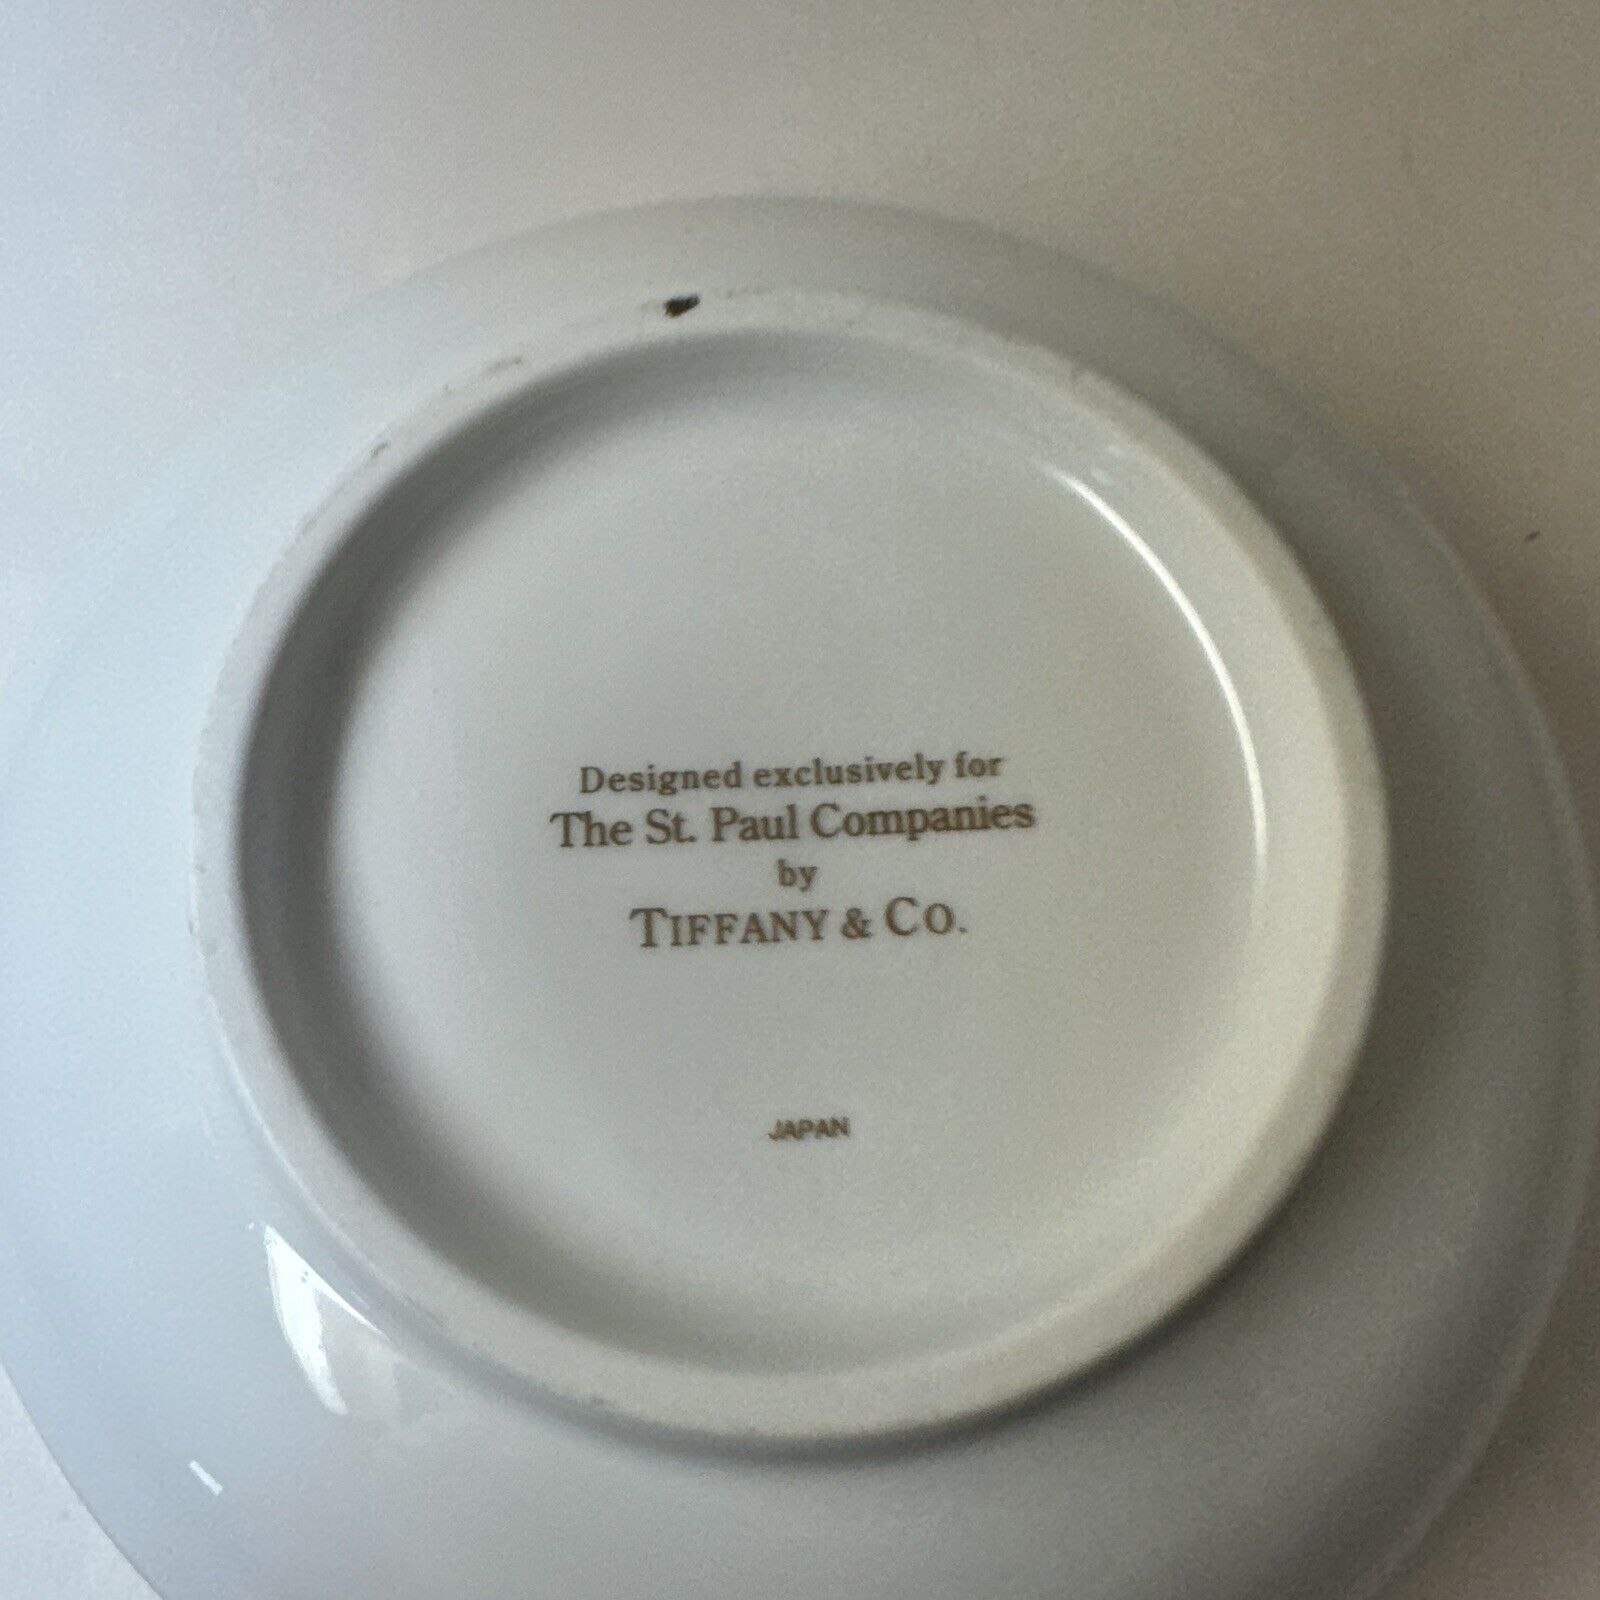 Designed exclusively for
The St. Paul Companies
by
TIFFANY & CO.
JAPAN